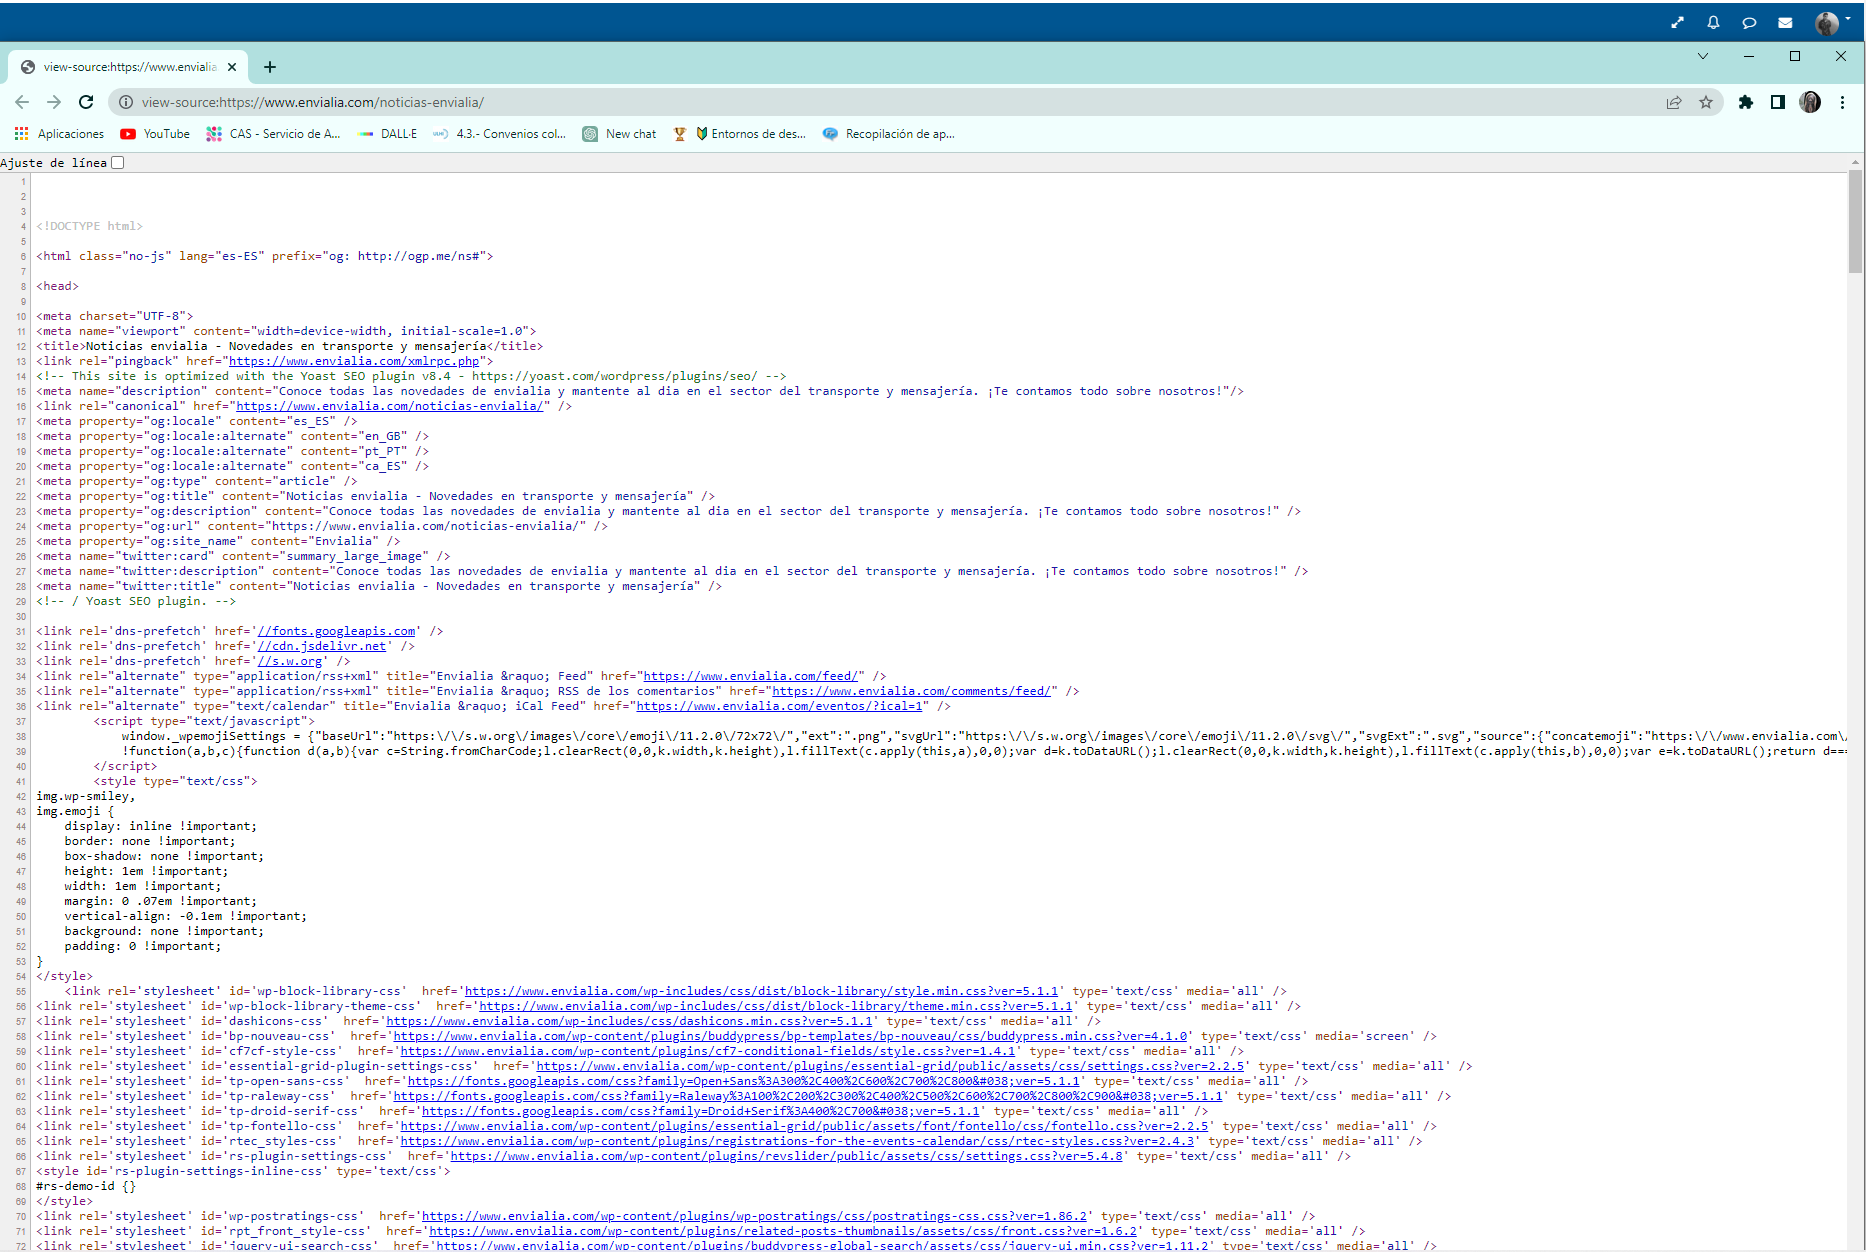 view-source:https://www.envialia
view-source:https://www.envialia.com/noticias-envialia/
Aplicaciones YouTube CAS - Servicio de A... DALL·E 4.3.- Convenios col... New chat Entornos de des... Recopilación de ap...
Ajuste de línea
1
2
3
4 <!DOCTYPE html>
5
6 <html class="no-js" lang="es-ES" prefix="og: http://ogp.me/ns#">
7
8 <head>
9
10 <meta charset="UTF-8">
11 <meta name="viewport" content="width=device-width, initial-scale=1.0">
12 <title>Noticias envialia - Novedades en transporte y mensajería</title>
13 <link rel="pingback" href="https://www.envialia.com/xmlrpc.php">
14 <!-- This site is optimized with the Yoast SEO plugin v8.4 - https://yoast.com/wordpress/plugins/seo/ -->
15 <meta name="description" content="Conoce todas las novedades de envialia y mantente al dia en el sector del transporte y mensajería. ¡Te contamos todo sobre nosotros!"/>
16 <link rel="canonical" href="https://www.envialia.com/noticias-envialia/" />
17 <meta property="og:locale" content="es_ES" />
18 <meta property="og:locale:alternate" content="en_GB" />
19 <meta property="og:locale:alternate" content="pt_PT" />
20 <meta property="og:locale:alternate" content="ca_ES" />
21 <meta property="og:type" content="article" />
22 <meta property="og:title" content="Noticias envialia - Novedades en transporte y mensajería" />
23 <meta property="og:description" content="Conoce todas las novedades de envialia y mantente al dia en el sector del transporte y mensajería. ¡Te contamos todo sobre nosotros!" />
24 <meta property="og:url" content="https://www.envialia.com/noticias-envialia/" />
25 <meta property="og:site_name" content="Envialia" />
26 <meta name="twitter:card" content="summary_large_image" />
27 <meta name="twitter:description" content="Conoce todas las novedades de envialia y mantente al dia en el sector del transporte y mensajería. ¡Te contamos todo sobre nosotros!" />
28 <meta name="twitter:title" content="Noticias envialia - Novedades en transporte y mensajería" />
29 <!-- / Yoast SEO plugin. -->
30
31 <link rel='dns-prefetch' href='//fonts.googleapis.com' />
32 <link rel='dns-prefetch' href='//cdn.jsdelivr.net' />
33 <link rel='dns-prefetch' href='//s.w.org' />
34 <link rel="alternate" type="application/rss+xml" title="Envialia &raquo; Feed" href="https://www.envialia.com/feed/" />
35 <link rel="alternate" type="application/rss+xml" title="Envialia &raquo; RSS de los comentarios" href="https://www.envialia.com/comments/feed/" />
36 <link rel="alternate" type="text/calendar" title="Envialia &raquo; iCal Feed" href="https://www.envialia.com/eventos/?ical=1" />
37 <script type="text/javascript">
38 window._wpemojiSettings = {"baseUrl":"https:\/\/s.w.org\/images\/core\/emoji\/11.2.0\/72x72\/","ext":".png","svgUrl":"https:\/\/s.w.org\/images\/core\/emoji\/11.2.0\/svg\/","svgExt":".svg","source":{"concatemoji":"https:\/\/www.envialia.com\/
39 !function(a,b,c){function d(a,b){var c=String.fromCharCode;l.clearRect(0,0,k.width,k.height),l.fillText(c.apply(this,a),0,0);var d=k.toDataURL();l.clearRect(0,0,k.width,k.height),l.fillText(c.apply(this,b),0,0);var e=k.toDataURL();return d===
40 </script>
41 <style type="text/css">
42 img.wp-smiley,
43 img.emoji {
44 display: inline !important;
45 border: none !important;
46 box-shadow: none !important;
47 height: 1em !important;
48 width: 1em !important;
49 margin: 0 .07em !important;
50 vertical-align: -0.1em !important;
51 background: none !important;
52 padding: 0 !important;
53 }
54 </style>
55 <link rel='stylesheet' id='wp-block-library-css' href='https://www.envialia.com/wp-includes/css/dist/block-library/style.min.css?ver=5.1.1' type='text/css' media='all' />
56 <link rel='stylesheet' id='wp-block-library-theme-css' href='https://www.envialia.com/wp-includes/css/dist/block-library/theme.min.css?ver=5.1.1' type='text/css' media='all' />
57 <link rel='stylesheet' id='dashicons-css' href='https://www.envialia.com/wp-includes/css/dashicons.min.css?ver=5.1.1' type='text/css' media='all' />
58 <link rel='stylesheet' id='bp-nouveau-css' href='https://www.envialia.com/wp-content/plugins/buddypress/bp-templates/bp-nouveau/css/buddypress.min.css?ver=4.1.0' type='text/css' media='screen' />
59 <link rel='stylesheet' id='cf7cf-style-css' href='https://www.envialia.com/wp-content/plugins/cf7-conditional-fields/style.css?ver=1.4.1' type='text/css' media='all' />
60 <link rel='stylesheet' id='essential-grid-plugin-settings-css' href='https://www.envialia.com/wp-content/plugins/essential-grid/public/assets/css/settings.css?ver=2.2.5' type='text/css' media='all' />
61 <link rel='stylesheet' id='tp-open-sans-css' href='https://fonts.googleapis.com/css?family=Open+Sans%3A300%2C400%2C600%2C700%2C800&#038;ver=5.1.1' type='text/css' media='all' />
62 <link rel='stylesheet' id='tp-raleway-css' href='https://fonts.googleapis.com/css?family=Raleway%3A100%2C200%2C300%2C400%2C500%2C600%2C700%2C800%2C900&#038;ver=5.1.1' type='text/css' media='all' />
63 <link rel='stylesheet' id='tp-droid-serif-css' href='https://fonts.googleapis.com/css?family=Droid+Serif%3A400%2C700&#038;ver=5.1.1' type='text/css' media='all' />
64 <link rel='stylesheet' id='tp-fontello-css' href='https://www.envialia.com/wp-content/plugins/essential-grid/public/assets/font/fontello/css/fontello.css?ver=2.2.5' type='text/css' media='all' />
65 <link rel='stylesheet' id='rtec_styles-css' href='https://www.envialia.com/wp-content/plugins/registrations-for-the-events-calendar/css/rtec-styles.css?ver=2.4.3' type='text/css' media='all' />
66 <link rel='stylesheet' id='rs-plugin-settings-css' href='https://www.envialia.com/wp-content/plugins/revslider/public/assets/css/settings.css?ver=5.4.8' type='text/css' media='all' />
67 <style id='rs-plugin-settings-inline-css' type='text/css'>
68 #rs-demo-id {}
69 </style>
70 <link rel='stylesheet' id='wp-postratings-css' href='https://www.envialia.com/wp-content/plugins/wp-postratings/css/postratings-css.css?ver=1.86.2' type='text/css' media='all' />
71 <link rel='stylesheet' id='rpt_front_style-css' href='https://www.envialia.com/wp-content/plugins/related-posts-thumbnails/assets/css/front.css?ver=1.6.2' type='text/css' media='all' />
72 <link rel='stylesheet' id='jquery-ui-search-css' href='https://www.envialia.com/wp-content/plugins/buddypress-global-search/assets/css/jquery-ui.min.css?ver=1.11.2' type='text/css' media='all' />